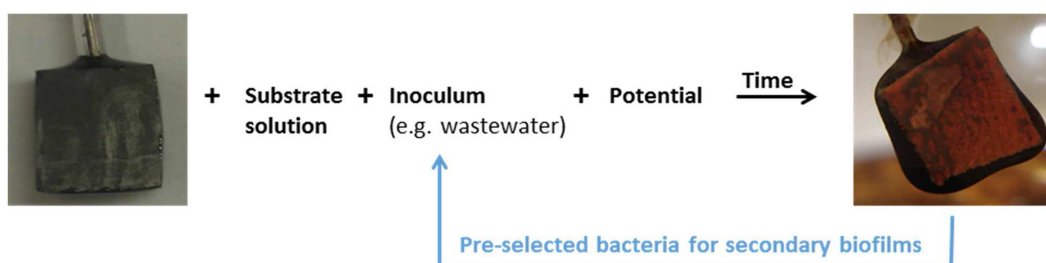 + Substrate + Inoculum + Potential Time
solution (e.g. wastewater)
Pre-selected bacteria for secondary biofilms